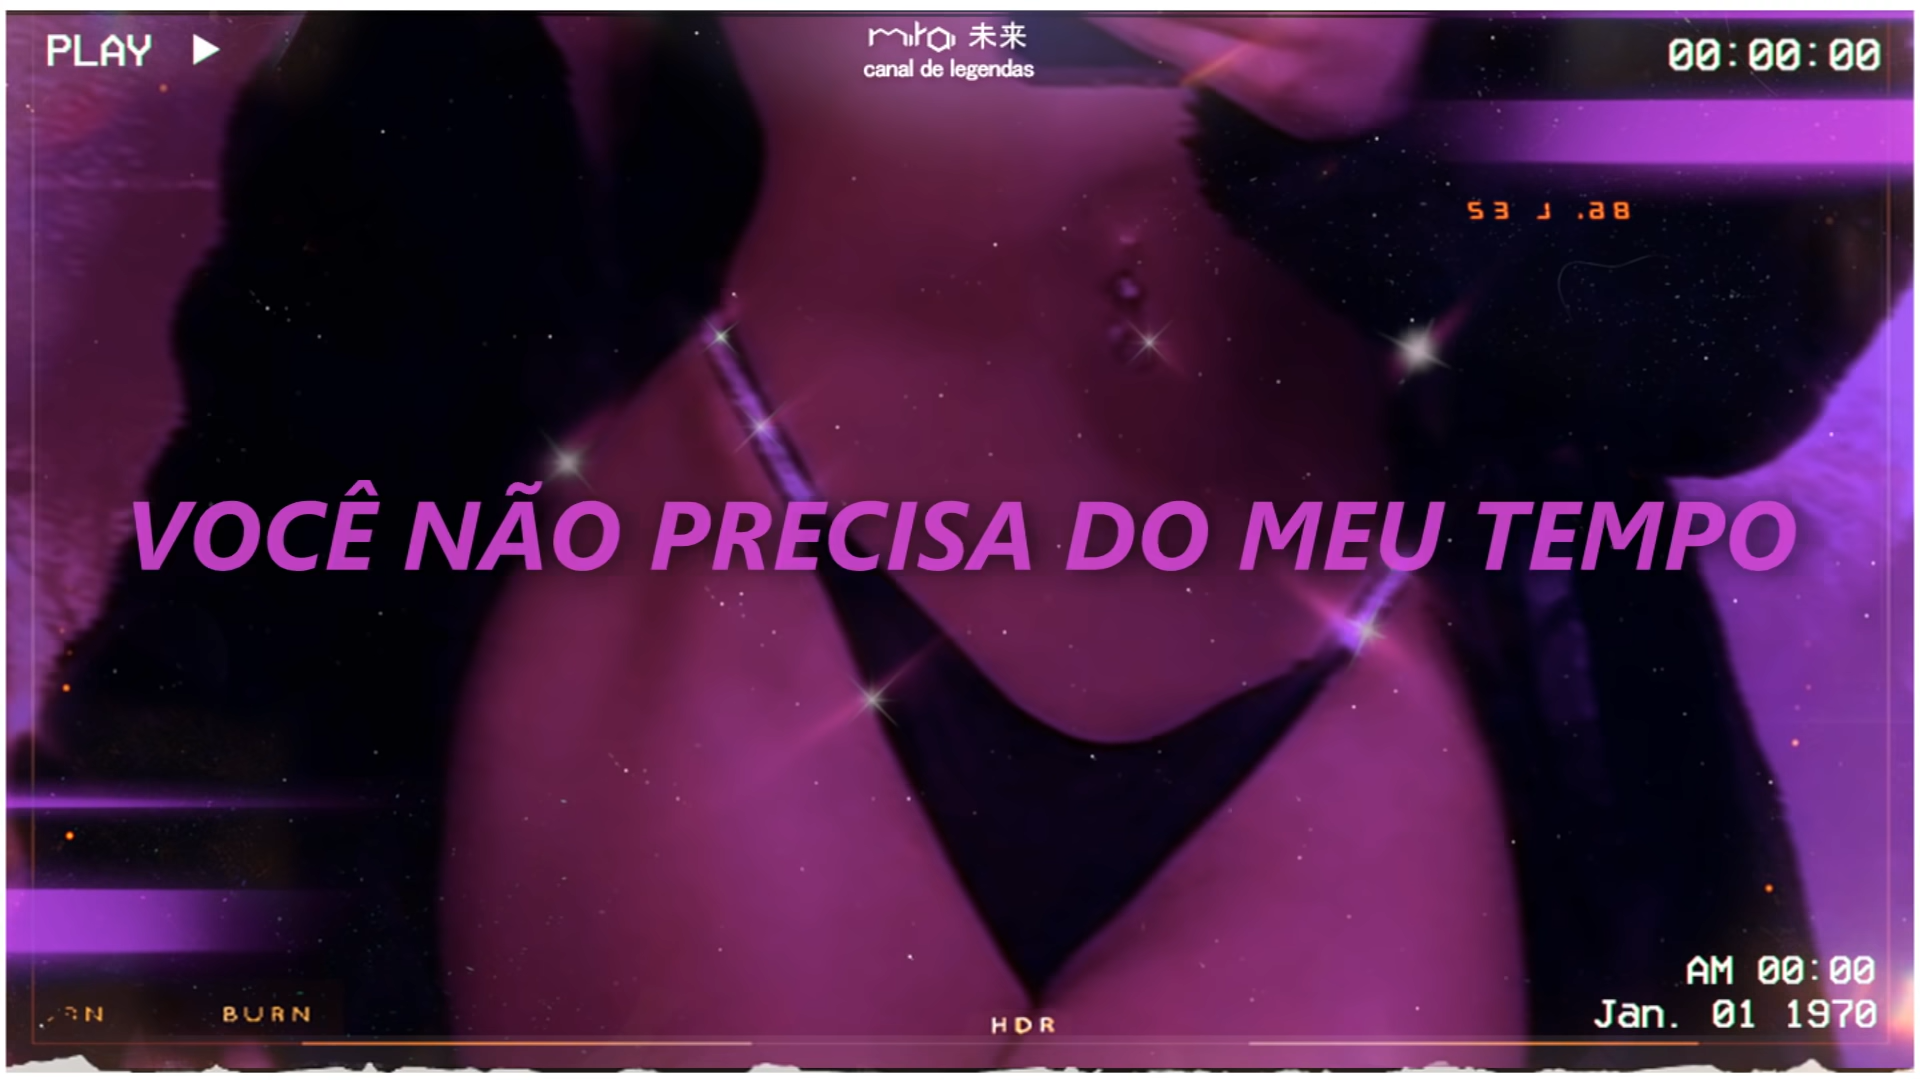 PLAY
mirai 未来
canal de legendas
00:00:00
VOCÊ NÃO PRECISA DO MEU TEMPO
AM 00:00
Jan. 01 1970
BURN
HDR